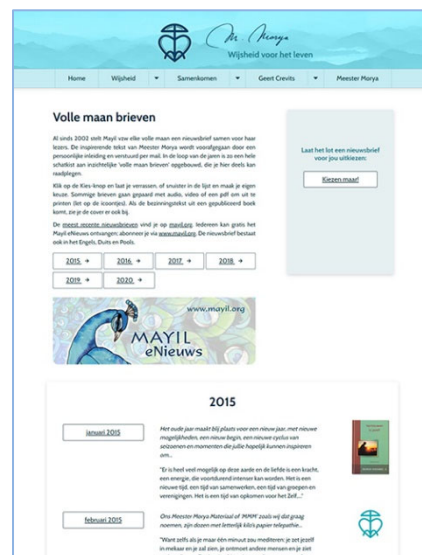 M. Morya
Wijsheid voor het leven
Home
Wijsheid
Samenkomen
Geert Crevits
Meester Morya
Volle maan brieven
Al sinds 2002 stelt Mayil vzw elke volle maan een nieuwsbrief samen voor haar
lezers. De inspirerende tekst van Meester Morya wordt voorafgegaan door een
persoonlijke inleiding en verstuurd per mail. In de loop van de jaren is zo een hele
schatkist aan inzichtelijke 'volle maan brieven' opgebouwd, die je hier deels kan
raadplegen.
Klik op de Kies-knop en laat je verrassen, of snuister in de lijst en maak je eigen
keuze. Sommige brieven gaan gepaard met audio, video of een pdf om uit te
printen (let op de icoontjes). Als de bezinningstekst uit een gepubliceerd boek
komt, zie je de cover er ook bij.
De meest recente nieuwsbrieven vind je op mayil.org. Iedereen kan gratis het
Mayil eNieuws ontvangen: abonneer je via www.mayil.org. De nieuwsbrief bestaat
ook in het Engels, Duits en Pools.
Laat het lot een nieuwsbrief
voor jou uitkiezen:
Kiezen maar!
2015 →
2016 →
2017 →
2018 →
2019 →
2020 →
www.mayil.org
MAYIL
eNieuws
2015
januari 2015
Het oude jaar maakt blij plaats voor een nieuw jaar, met nieuwe
mogelijkheden, een nieuw begin, een nieuwe cyclus van
seizoenen en momenten die jullie hopelijk kunnen inspireren
om...
"Er is heel veel mogelijk op deze aarde en de liefde is een kracht,
een energie, die voortdurend intenser kan worden. Het is een
nieuwe tijd, een tijd van samenwerken, een tijd van groepen en
verenigingen. Het is een tijd van opkomen voor het Zelf...."
februari 2015
Ons Meester Morya Materiaal of 'MMM' zoals wij dat graag
noemen, zijn dozen met letterlijk kilo's papier telepathie...
"Want zelfs als je maar één minuut zou mediteren: je zet jezelf
in mekaar en je zal zien, je ontmoet andere mensen en je ziet